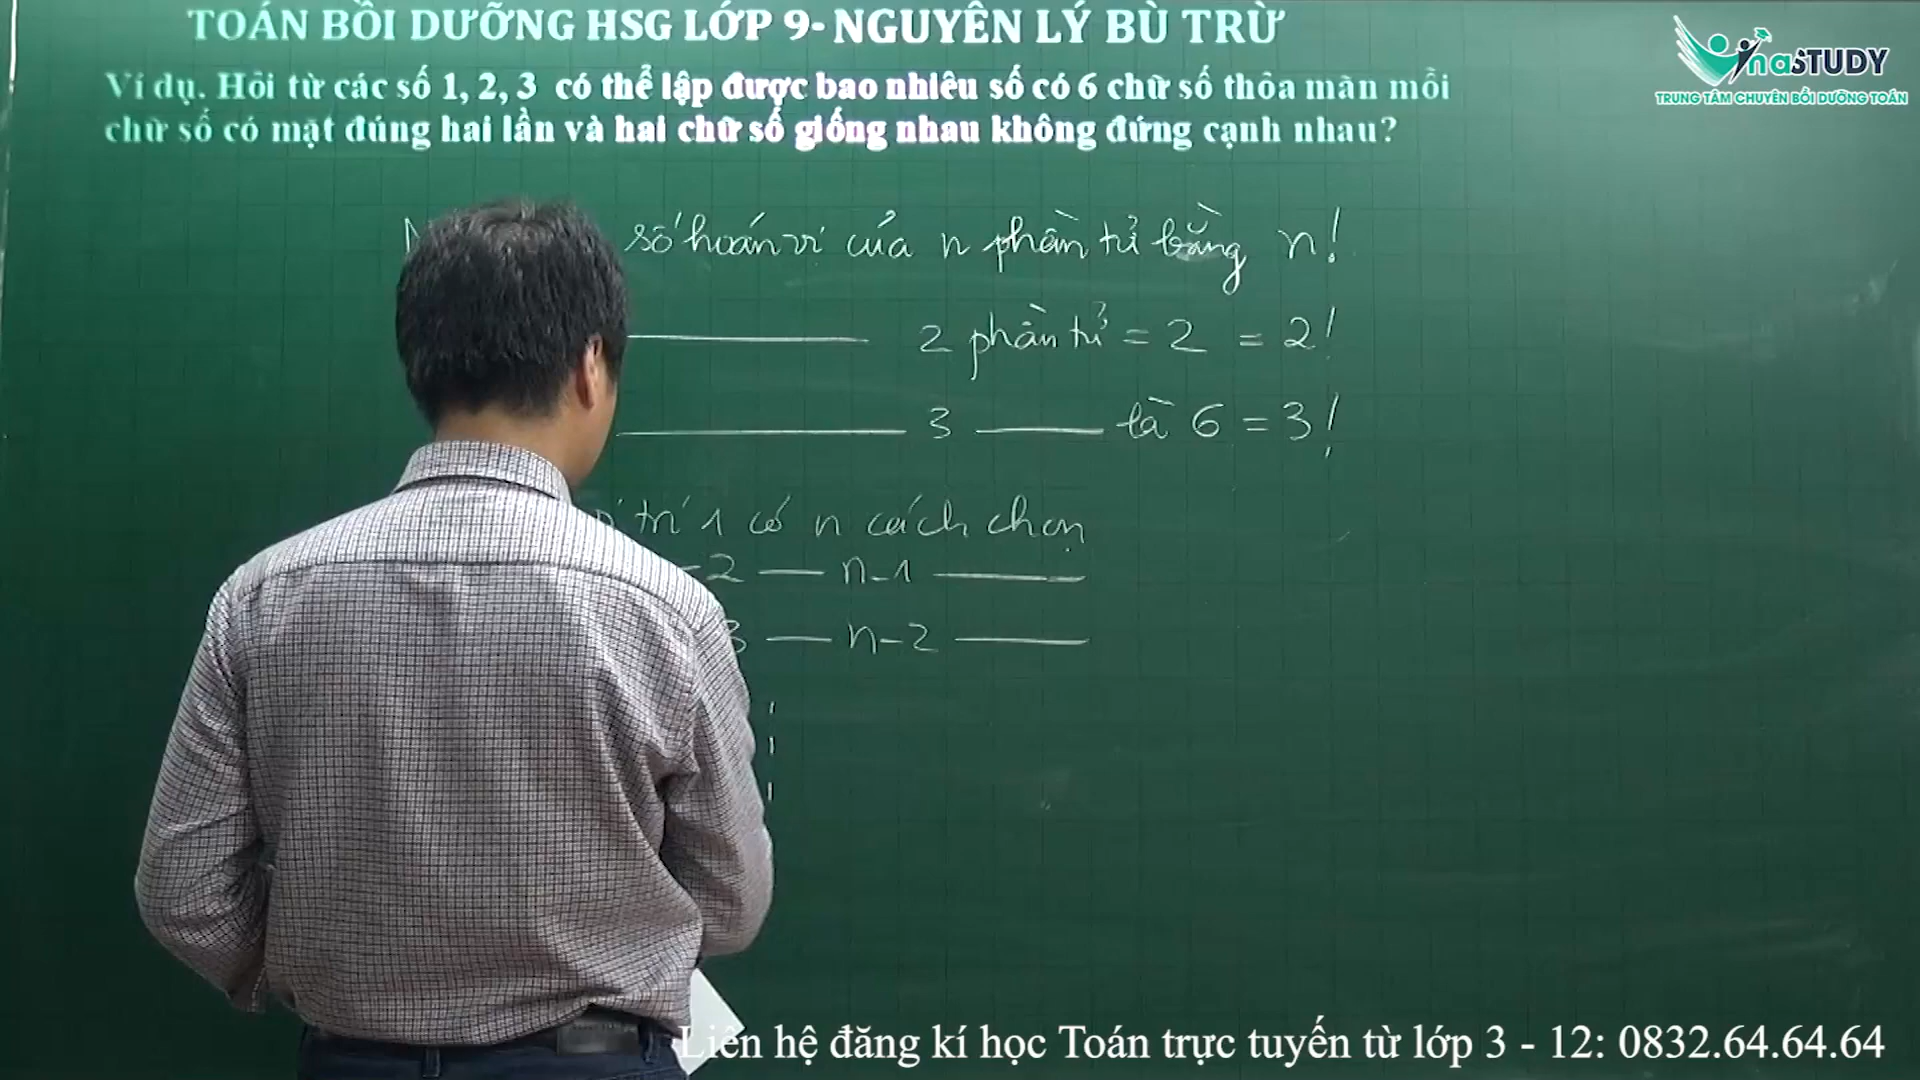 TOÁN BỒI DƯỠNG HSG LỚP 9- NGUYÊN LÝ BÙ TRỪ
Ví dụ. Hỏi từ các số 1, 2, 3 có thể lập được bao nhiêu số có 6 chữ số thỏa mãn mỗi
chữ số có mặt đúng hai lần và hai chữ số giống nhau không đứng cạnh nhau?
naSTUDY
TRUNG TÂM CHUYÊN BỒI DƯỠNG TOÁN
số hoán vị của n phần tử bằng n!
2 phần tử = 2 = 2!
3 là 6 = 3!
trí 1 có n cách chọn
2 n-1
3 n-2
Liên hệ đăng kí học Toán trực tuyến từ lớp 3 - 12: 0832.64.64.64